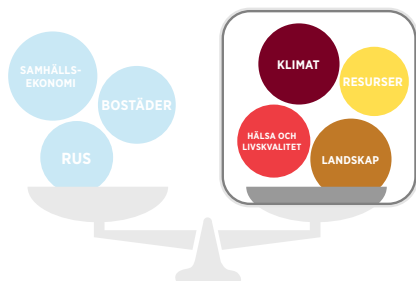 SAMHÄLLS-
EKONOMI
BOSTÄDER
RUS
KLIMAT
RESURSER
HÄLSA OCH
LIVSKVALITET
LANDSKAP